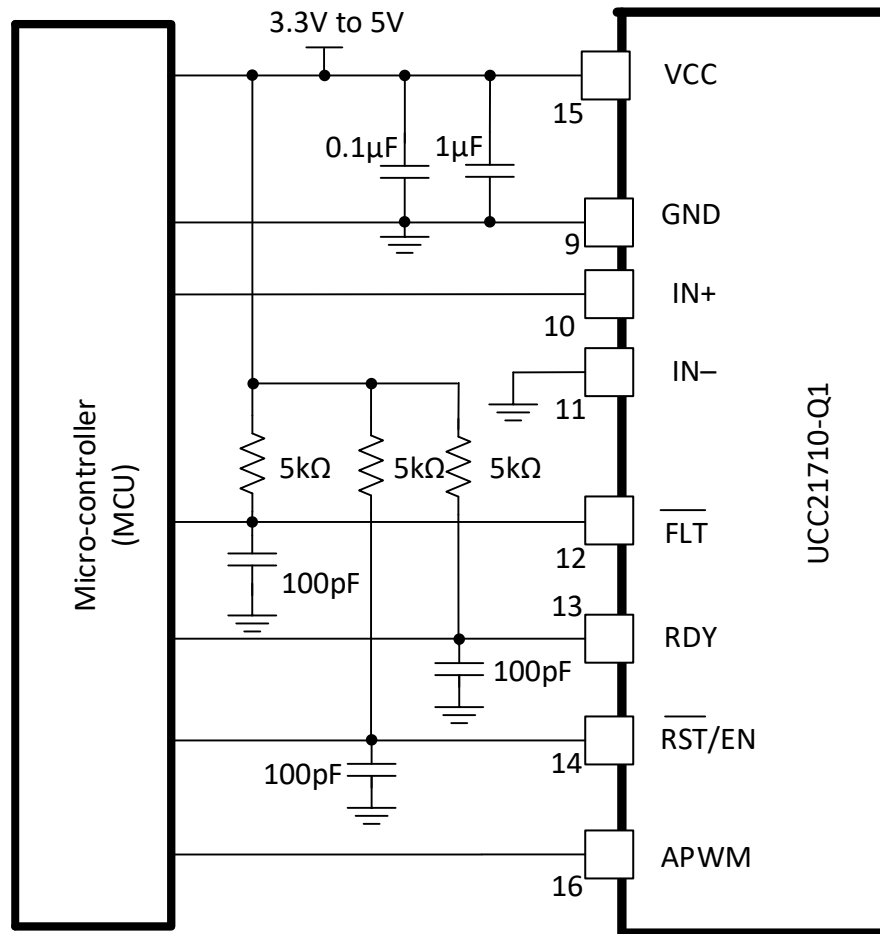 3.3V to 5V
VCC
15
0.1μF
1μF
GND
9
IN+
10
IN–
11
Micro-controller
(MCU)
UCC21710-Q1
5kΩ
5kΩ
5kΩ
FLT
12
100pF
13
RDY
100pF
RST/EN
14
100pF
APWM
16